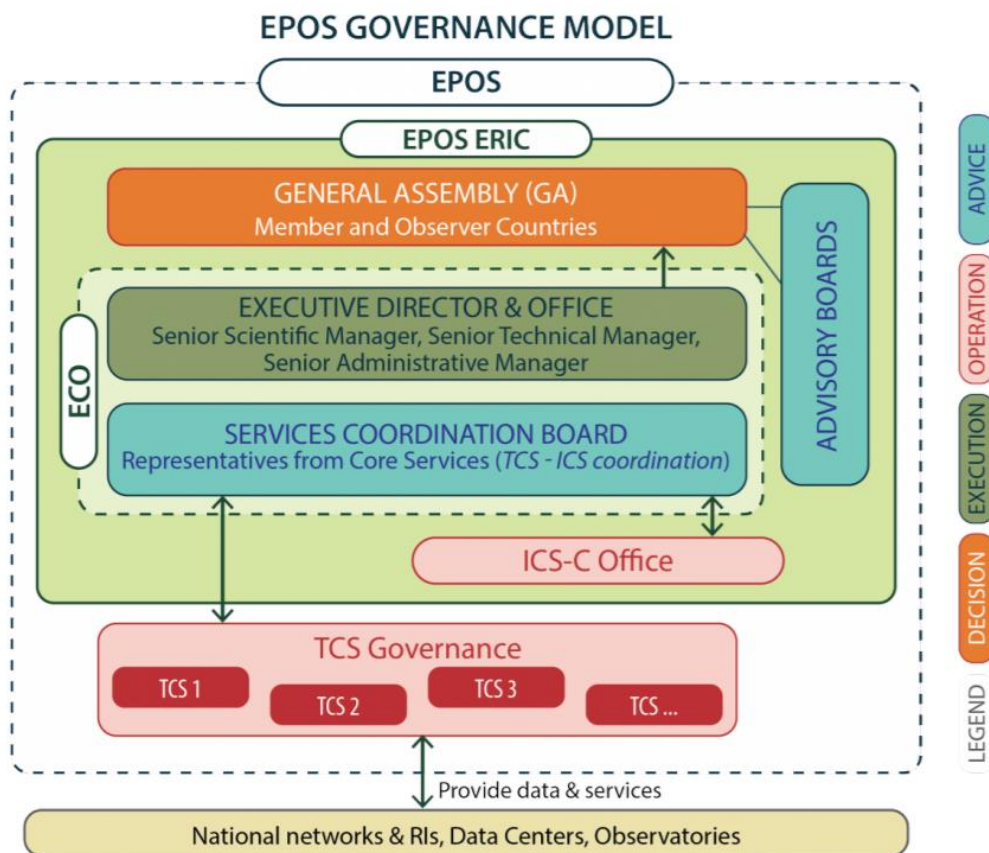 EPOS GOVERNANCE MODEL
EPOS
EPOS ERIC
GENERAL ASSEMBLY (GA)
Member and Observer Countries
ADVISORY BOARDS
ECO
EXECUTIVE DIRECTOR & OFFICE
Senior Scientific Manager, Senior Technical Manager,
Senior Administrative Manager
SERVICES COORDINATION BOARD
Representatives from Core Services (TCS - ICS coordination)
ICS-C Office
TCS Governance
TCS 1
TCS 2
TCS 3
TCS ...
Provide data & services
National networks & RIs, Data Centers, Observatories
ADVICE
OPERATION
EXECUTION
DECISION
LEGEND